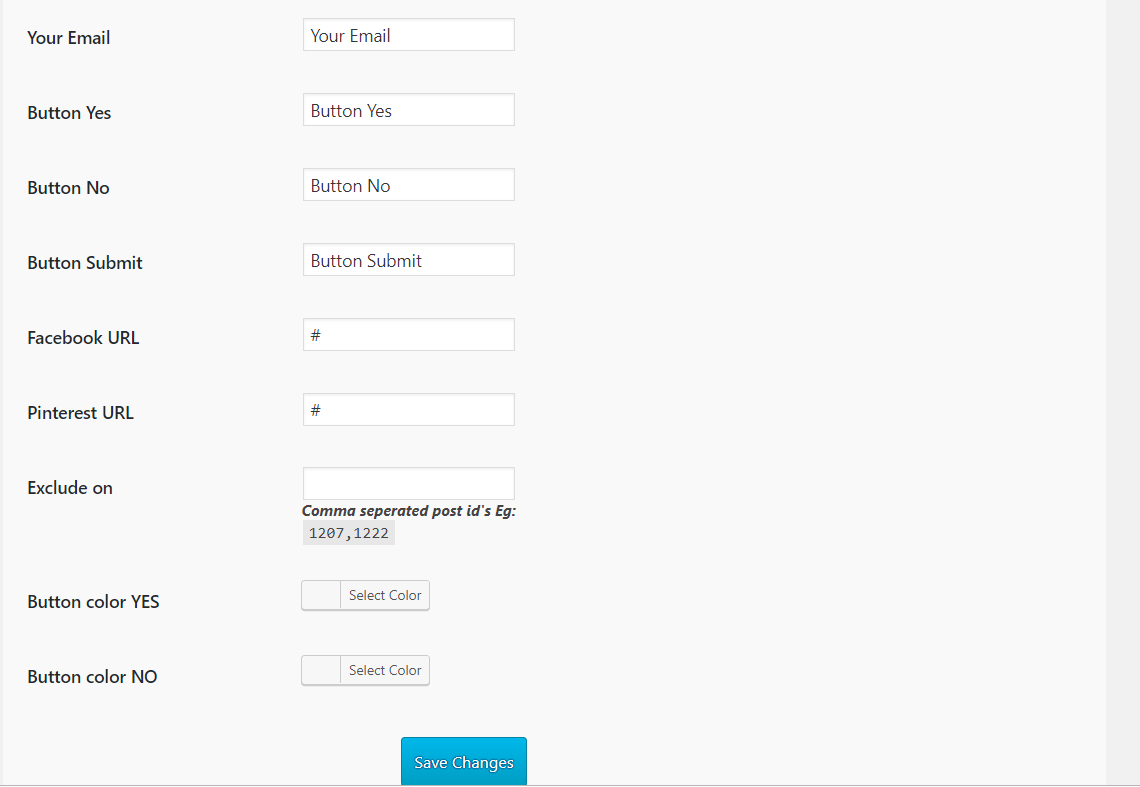 Your Email Your Email
Button Yes Button Yes
Button No Button No
Button Submit Button Submit
Facebook URL #
Pinterest URL #
Exclude on
Comma seperated post id's Eg:
1207,1222
Button color YES Select Color
Button color NO Select Color
Save Changes